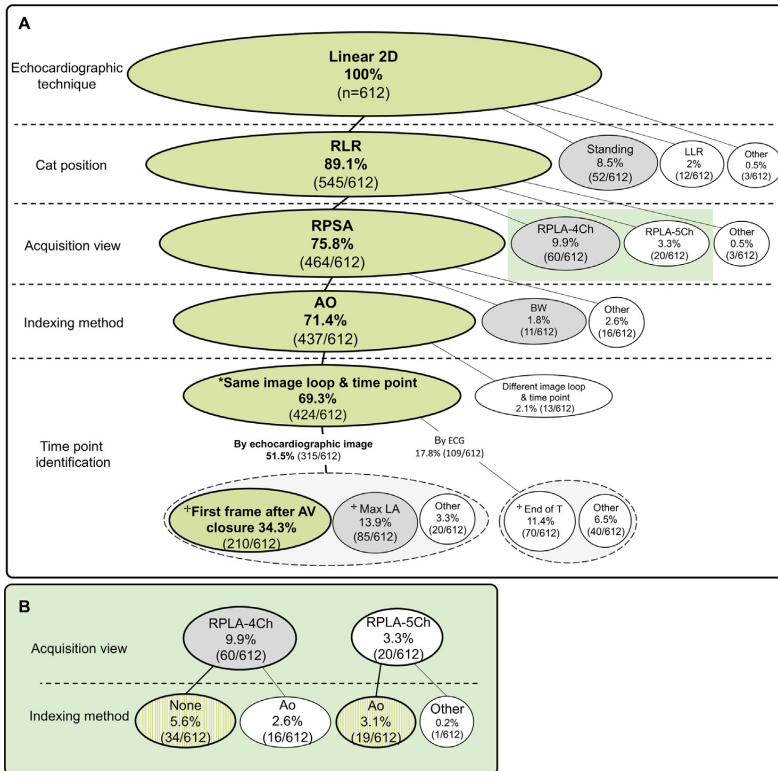 A
Echocardiographic
technique
Linear 2D
100%
(n=612)
Cat position
RLR
89.1%
(545/612)
Standing
8.5%
(52/612)
LLR
2%
(12/612)
Other
0.5%
(3/612)
Acquisition view
RPSA
75.8%
(464/612)
RPLA-4Ch
9.9%
(60/612)
RPLA-5Ch
3.3%
(20/612)
Other
0.5%
(3/612)
Indexing method
AO
71.4%
(437/612)
BW
1.8%
(11/612)
Other
2.6%
(16/612)
*Same image loop & time point
69.3%
(424/612)
Different image loop
& time point
2.1% (13/612)
Time point
identification
By echocardiographic image
51.5% (315/612)
By ECG
17.8% (109/612)
÷First frame after AV
closure 34.3%
(210/612)
÷ Max LA
13.9%
(85/612)
Other
3.3%
(20/612)
+ End of T
11.4%
(70/612)
Other
6.5%
(40/612)
B
Acquisition view
RPLA-4Ch
9.9%
(60/612)
RPLA-5Ch
3.3%
(20/612)
Indexing method
None
5.6%
(34/612)
Ao
2.6%
(16/612)
Ao
3.1%
(19/612)
Other
0.2%
(1/612)